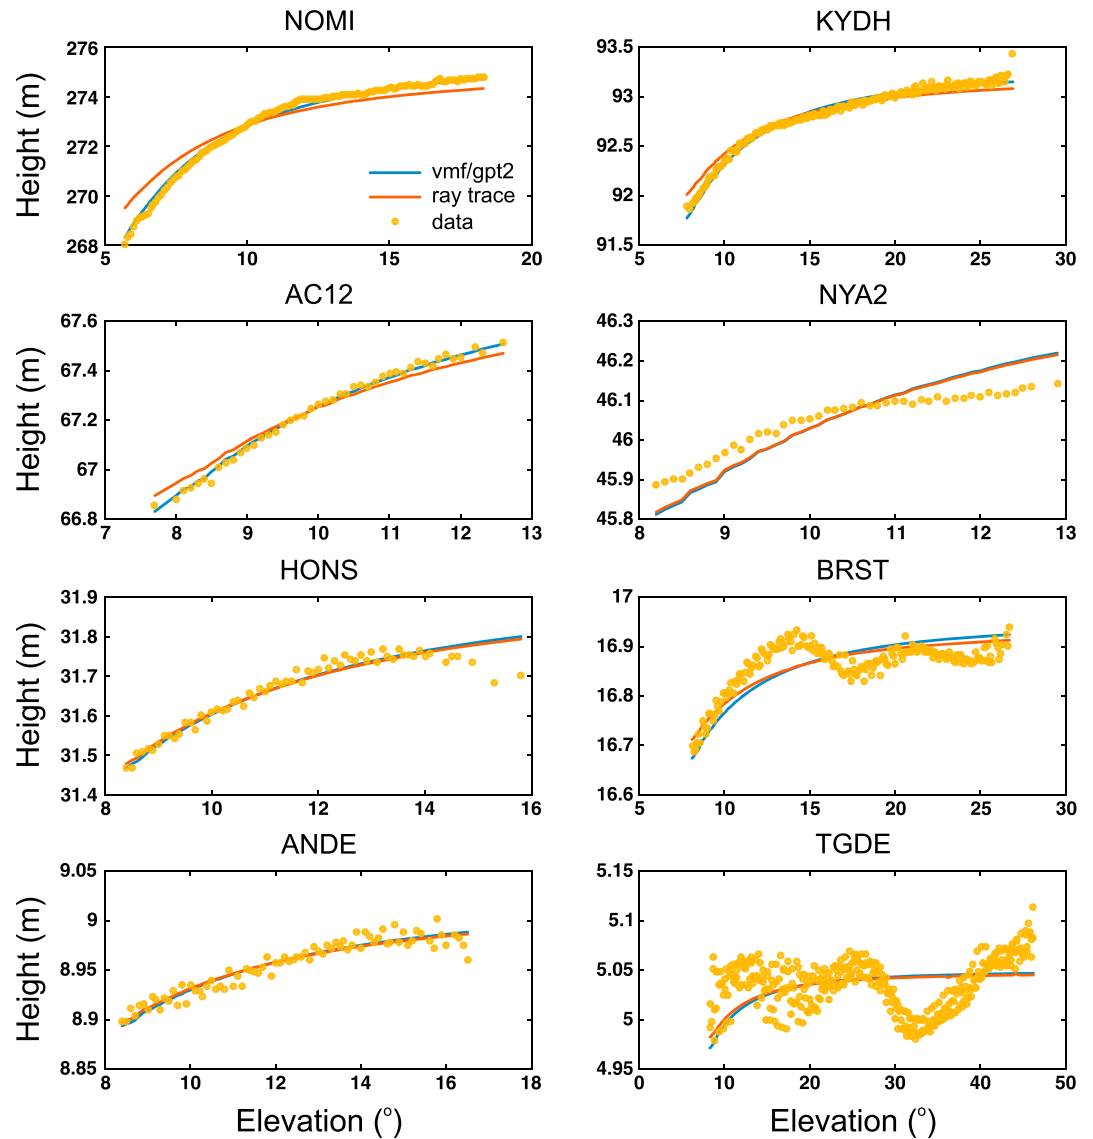 NOMI
276
274
272
270
268
Height (m)
vmf/gpt2
ray trace
data
5 10 15 20
KYDH
93.5
93
92.5
92
91.5
5 10 15 20 25 30
AC12
67.6
67.4
67.2
67
66.8
Height (m)
7 8 9 10 11 12 13
NYA2
46.3
46.2
46.1
46
45.9
45.8
8 9 10 11 12 13
HONS
31.9
31.8
31.7
31.6
31.5
31.4
Height (m)
8 10 12 14 16
BRST
17
16.9
16.8
16.7
16.6
5 10 15 20 25 30
ANDE
9.05
9
8.95
8.9
8.85
Height (m)
8 10 12 14 16 18
Elevation (°)
TGDE
5.15
5.1
5.05
5
4.95
0 10 20 30 40 50
Elevation (°)